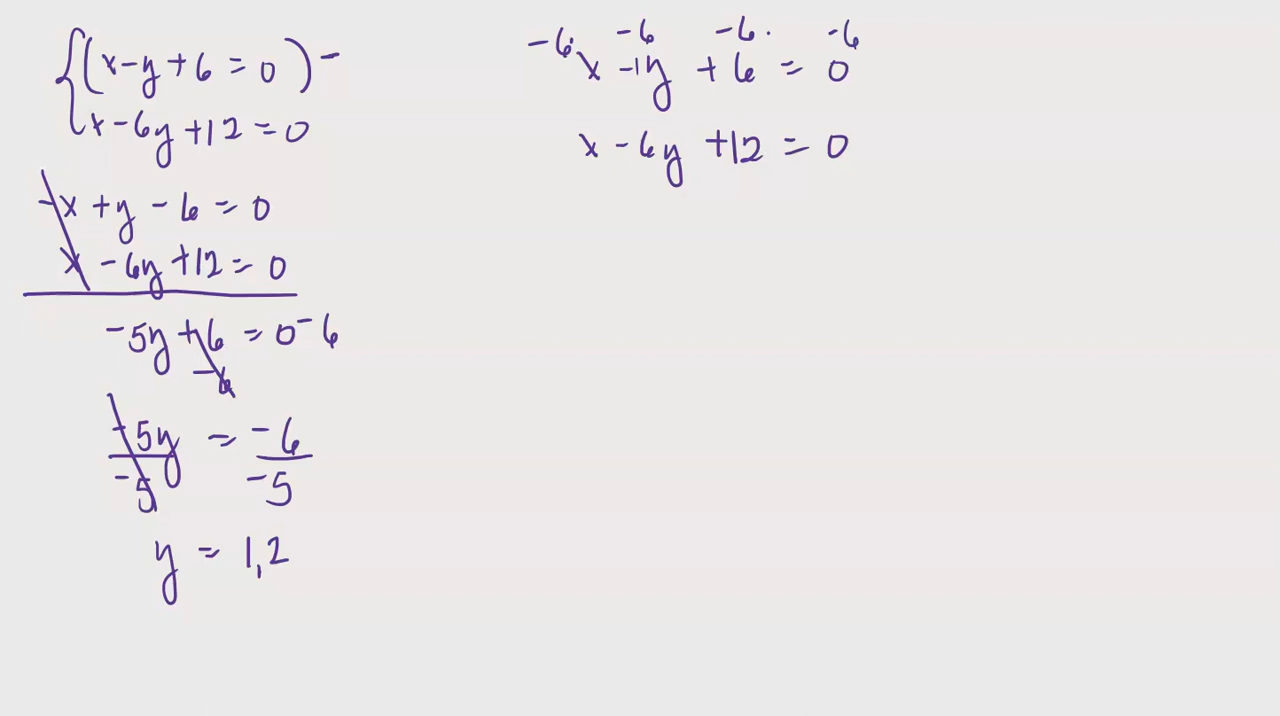 (x-y+6=0)-
x-6y+12=0
-x+y-6=0
x-6y+12=0
-5y+6=0-6
-6
-5y=-6
-5 -5
y=1,2
-6· -6 -6· -6
x-1y+6=0
x-6y+12=0